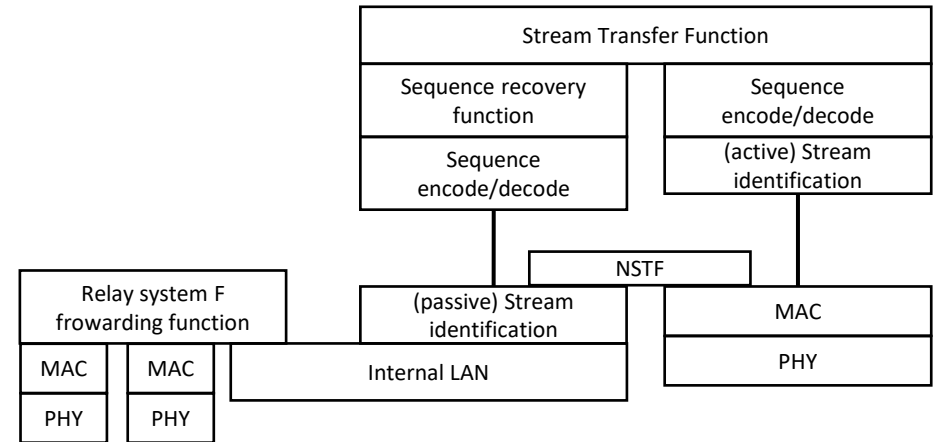 Stream Transfer Function
Sequence recovery
function
Sequence
encode/decode
Sequence
encode/decode
(active) Stream
identification
NSTF
Relay system F
frowarding function
(passive) Stream
identification
MAC
MAC
MAC
Internal LAN
PHY
PHY
PHY